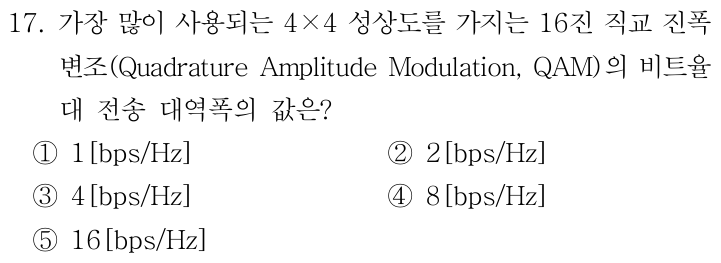 17. 가장 많이 사용되는 4×4 성상도를 가지는 16진 직교 진폭
변조(Quadrature Amplitude Modulation, QAM)의 비트율
대 전송 대역폭의 값은?
① 1[bps/Hz] ② 2[bps/Hz]
③ 4[bps/Hz] ④ 8[bps/Hz]
⑤ 16[bps/Hz]